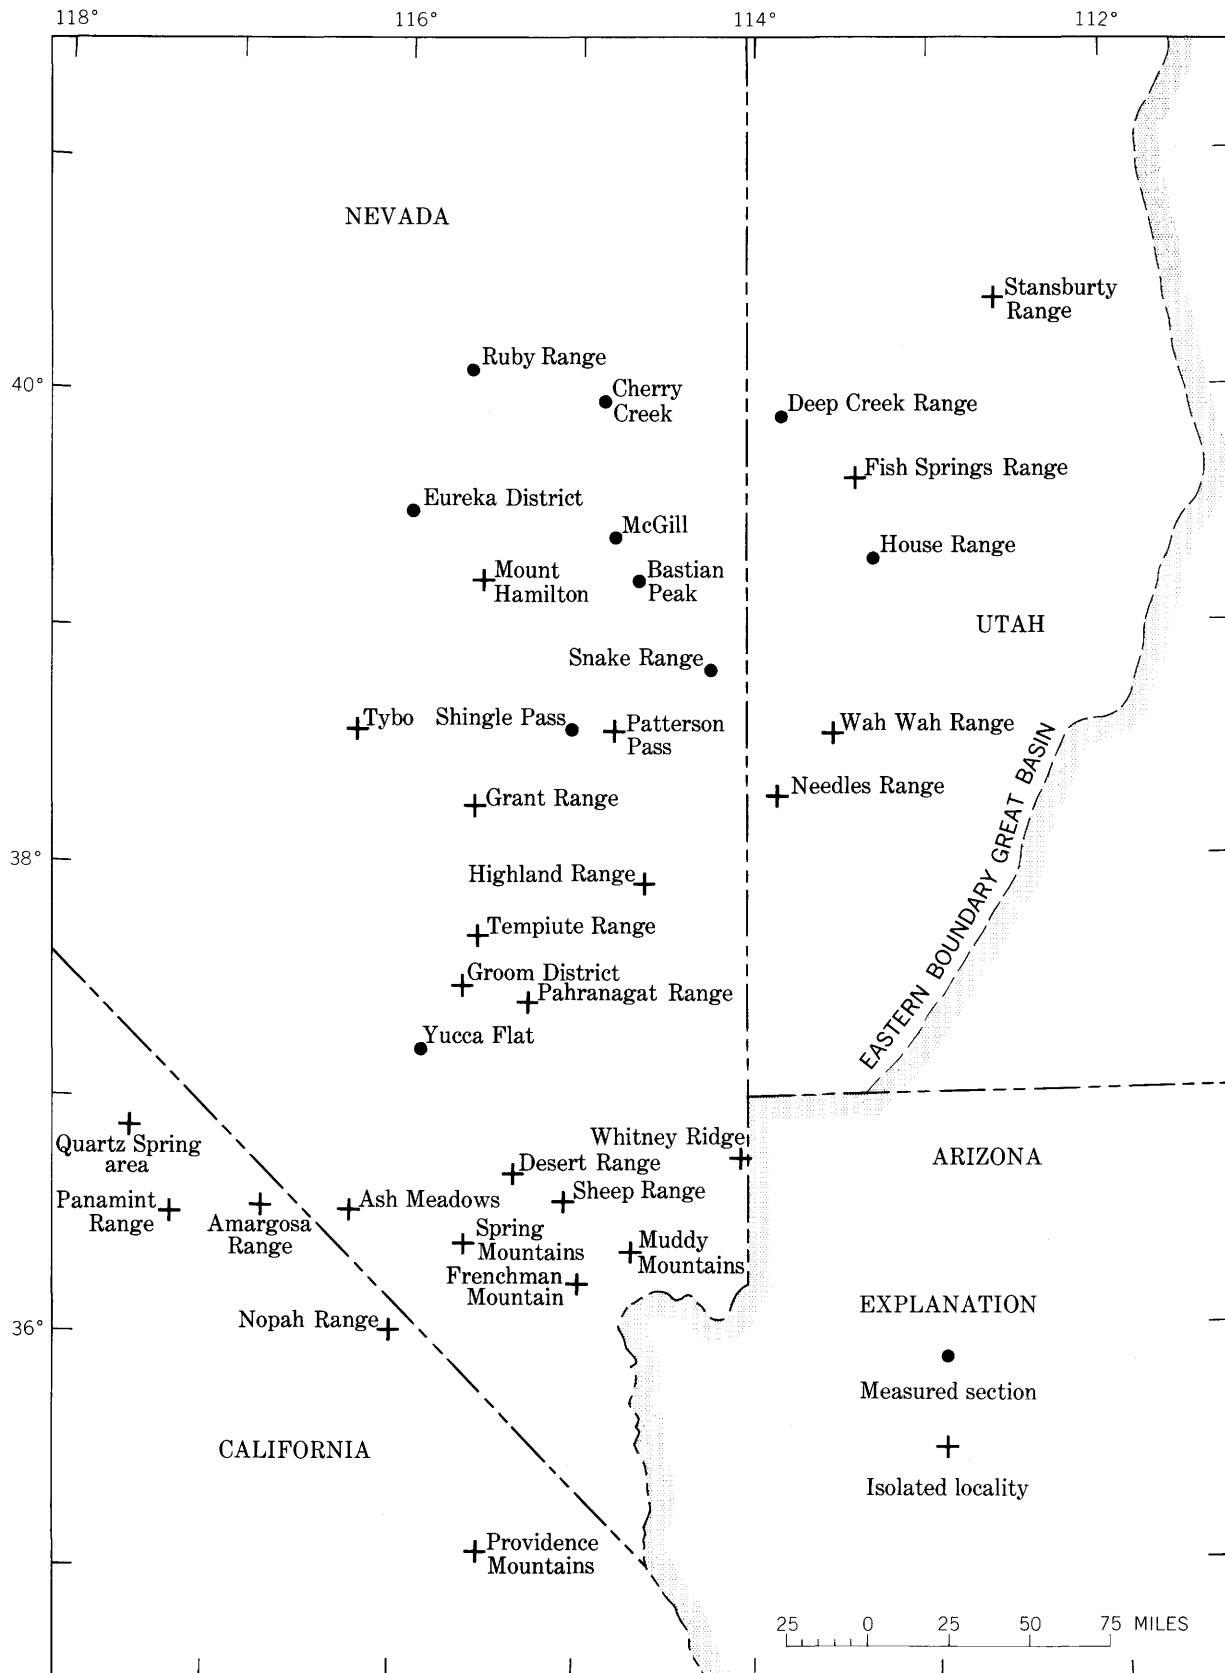 118° 116° 114° 112°
NEVADA
Stansburty
Range
Ruby Range
40°
Cherry
Creek
Deep Creek Range
Fish Springs Range
Eureka District
McGill
House Range
Mount
Hamilton
Bastian
Peak
UTAH
Snake Range
Tybo
Shingle Pass
Patterson
Pass
Wah Wah Range
Needles Range
Grant Range
EASTERN BOUNDARY GREAT BASIN
38°
Highland Range
Tempiute Range
Groom District
Pahranagat Range
Yucca Flat
Quartz Spring
area
Whitney Ridge
ARIZONA
Desert Range
Sheep Range
Panamint
Range
Amargosa
Range
Ash Meadows
Spring
Mountains
Muddy
Mountains
Frenchman
Mountain
EXPLANATION
36°
Nopah Range
Measured section
CALIFORNIA
Isolated locality
Providence
Mountains
25 0 25 50 75 MILES